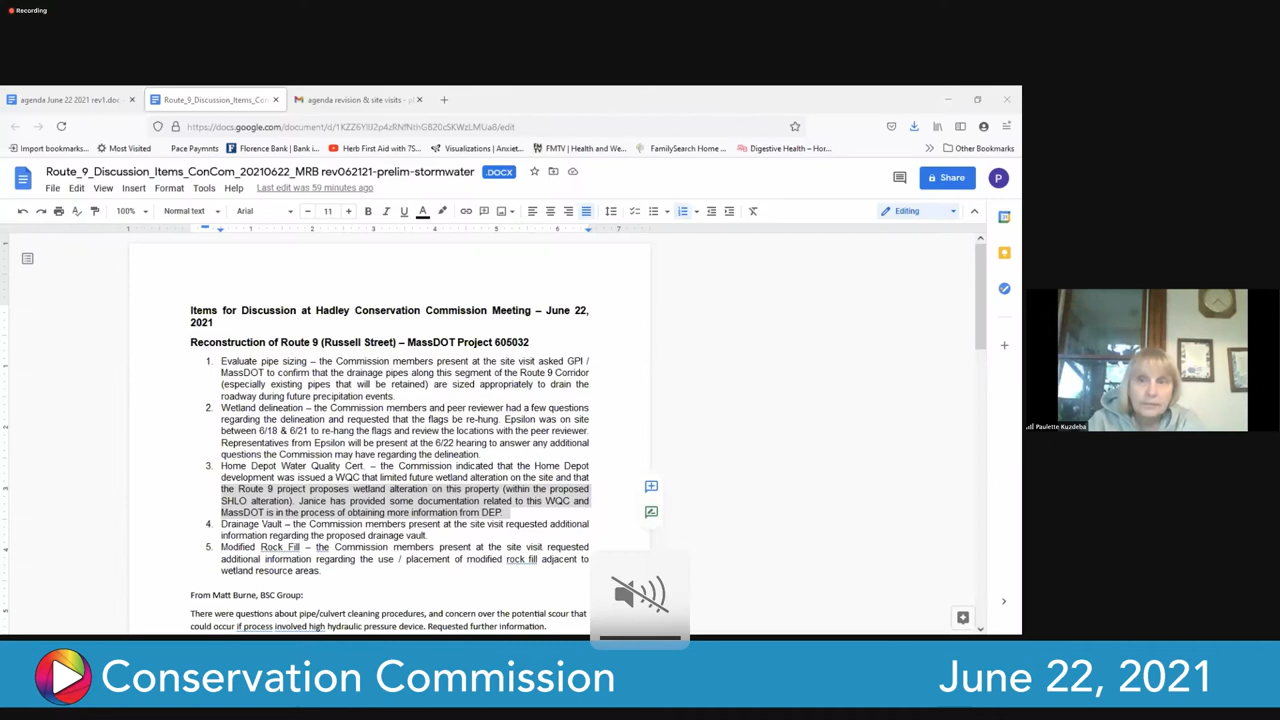 Recording
agenda June 22 2021 rev1.doc
Route_9_Discussion_Items_Co
agenda revision & site visits
Import bookmarks...
Most Visited
Pace Paymnts
Florence Bank | Bank i...
Herb First Aid with 7S...
Visualizations | Anxiet...
FMTV | Health and We...
FamilySearch Home ...
Digestive Health – Hor...
Other Bookmarks
Route_9_Discussion_Items_ConCom_20210622_MRB rev062121-prelim-stormwater
.DOCX
File Edit View Insert Format Tools Help Last edit was 59 minutes ago
Share
P
100% Normal text Arial 11 B I U A Editing
1 1 2 3 4 5 6 7
Items for Discussion at Hadley Conservation Commission Meeting – June 22,
2021
Reconstruction of Route 9 (Russell Street) – MassDOT Project 605032
1. Evaluate pipe sizing – the Commission members present at the site visit asked GPI /
MassDOT to confirm that the drainage pipes along this segment of the Route 9 Corridor
(especially existing pipes that will be retained) are sized appropriately to drain the
roadway during future precipitation events.
2. Wetland delineation – the Commission members and peer reviewer had a few questions
regarding the delineation and requested that the flags be re-hung. Epsilon was on site
between 6/18 & 6/21 to re-hang the flags and review the locations with the peer reviewer.
Representatives from Epsilon will be present at the 6/22 hearing to answer any additional
questions the Commission may have regarding the delineation.
3. Home Depot Water Quality Cert. – the Commission indicated that the Home Depot
development was issued a WQC that limited future wetland alteration on the site and that
the Route 9 project proposes wetland alteration on this property (within the proposed
SHLO alteration). Janice has provided some documentation related to this WQC and
MassDOT is in the process of obtaining more information from DEP.
4. Drainage Vault – the Commission members present at the site visit requested additional
information regarding the proposed drainage vault.
5. Modified Rock Fill – the Commission members present at the site visit requested
additional information regarding the use / placement of modified rock fill adjacent to
wetland resource areas.
From Matt Burne, BSC Group:
There were questions about pipe/culvert cleaning procedures, and concern over the potential scour that
could occur if process involved high hydraulic pressure device. Requested further information.
Paulette Kuzdeba
Conservation Commission
June 22, 2021